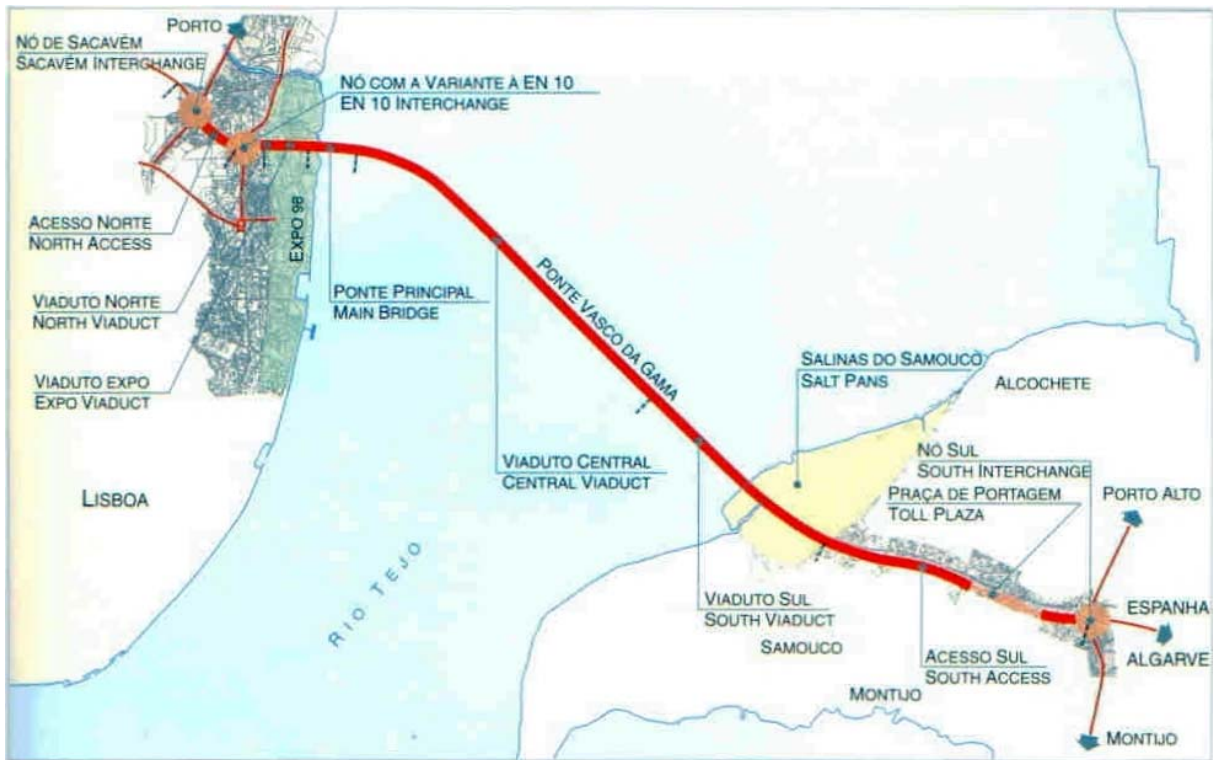 PORTO
NÓ DE SACAVÉM
SACAVÉM INTERCHANGE
NÓ COM A VARIANTE À EN 10
EN 10 INTERCHANGE
ACESSO NORTE
NORTH ACCESS
EXPO 98
VIADUTO NORTE
NORTH VIADUCT
PONTE PRINCIPAL
MAIN BRIDGE
VIADUTO EXPO
EXPO VIADUCT
PONTE VASCO DA GAMA
SALINAS DO SAMOUCO
SALT PANS
ALCOCHETE
VIADUTO CENTRAL
CENTRAL VIADUCT
NÓ SUL
SOUTH INTERCHANGE
PRAÇA DE PORTAGEM
TOLL PLAZA
PORTO ALTO
LISBOA
RIO TEJO
VIADUTO SUL
SOUTH VIADUCT
SAMOUCO
ACESSO SUL
SOUTH ACCESS
ESPANHA
ALGARVE
MONTIJO
MONTIJO